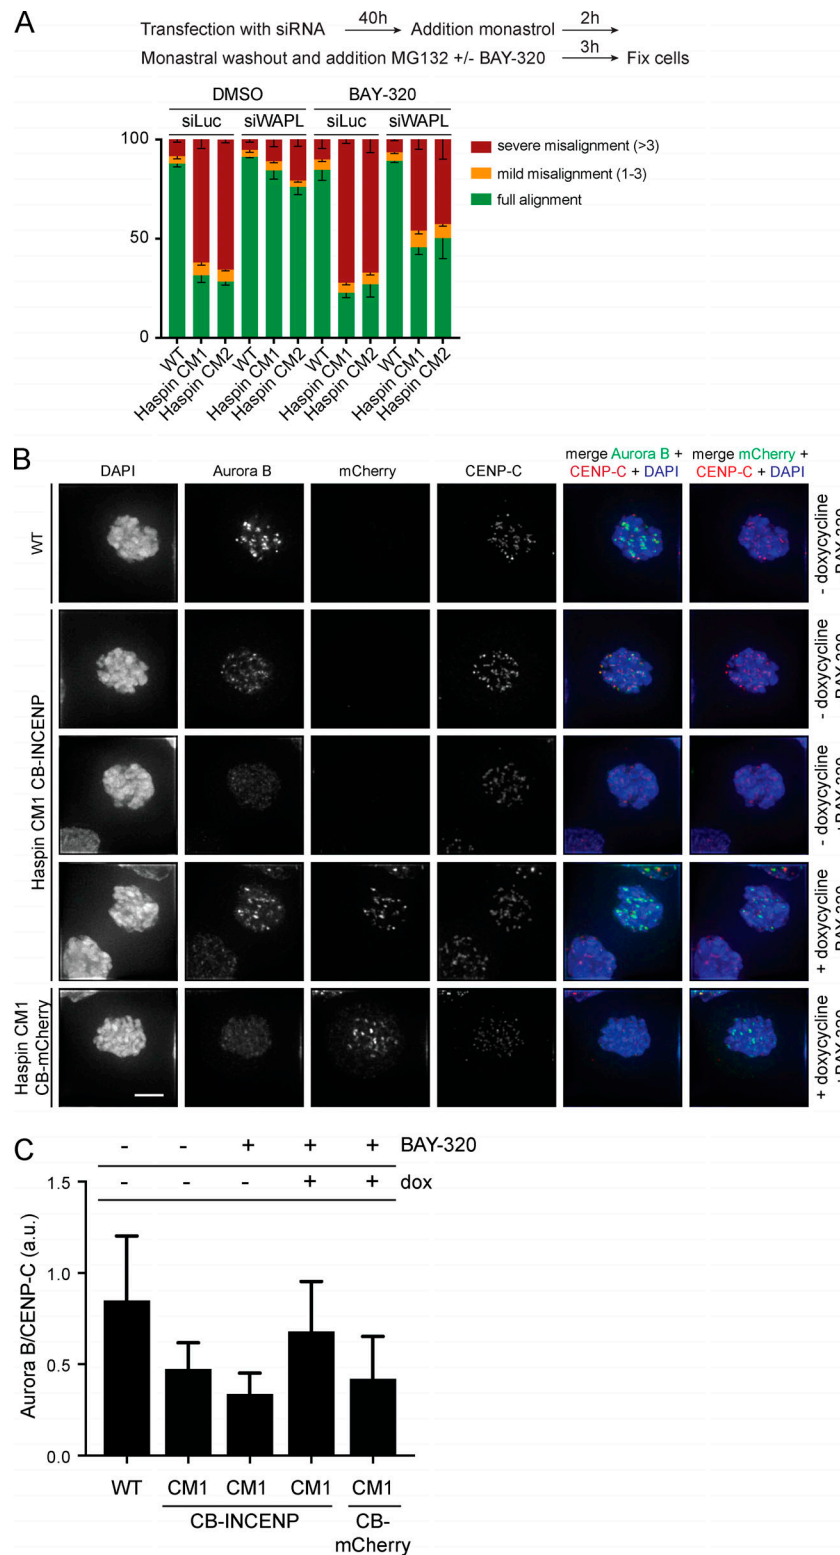 A
Transfection with siRNA 40h Addition monastrol 2h
Monastral washout and addition MG132 +/- BAY-320 3h Fix cells
DMSO BAY-320
siLuc siWAPL siLuc siWAPL
severe misalignment (>3)
mild misalignment (1-3)
full alignment
100
50
0
WT Haspin CM1 Haspin CM2 WT Haspin CM1 Haspin CM2 WT Haspin CM1 Haspin CM2 WT Haspin CM1 Haspin CM2
B
DAPI Aurora B mCherry CENP-C merge Aurora B + CENP-C + DAPI merge mCherry + CENP-C + DAPI
WT
- doxycycline
Haspin CM1 CB-INCENP
- doxycycline
- doxycycline
+ doxycycline
Haspin CM1
CB-mCherry
+ doxycycline
C
- - + + + BAY-320
- - - + + dox
Aurora B/CENP-C (a.u.)
1.5
1.0
0.5
0.0
WT CM1 CM1 CM1 CM1
CB-INCENP CB-
mCherry